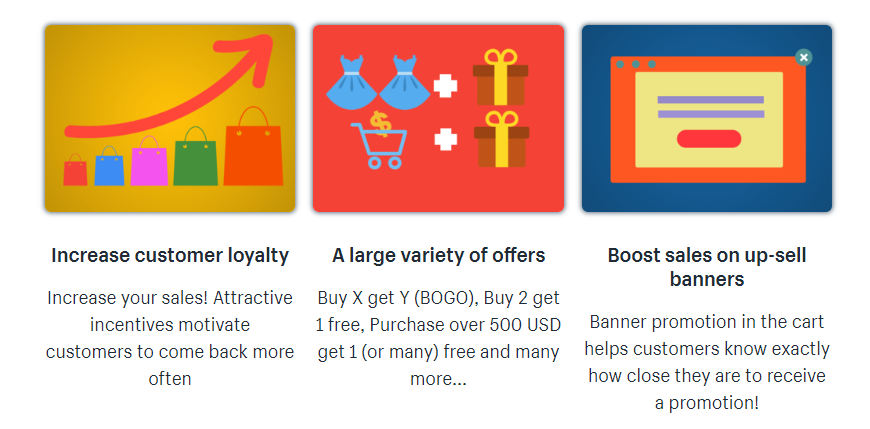 Increase customer loyalty
Increase your sales! Attractive
incentives motivate
customers to come back more
often
A large variety of offers
Buy X get Y (BOGO), Buy 2 get
1 free, Purchase over 500 USD
get 1 (or many) free and many
more...
Boost sales on up-sell
banners
Banner promotion in the cart
helps customers know exactly
how close they are to receive
a promotion!